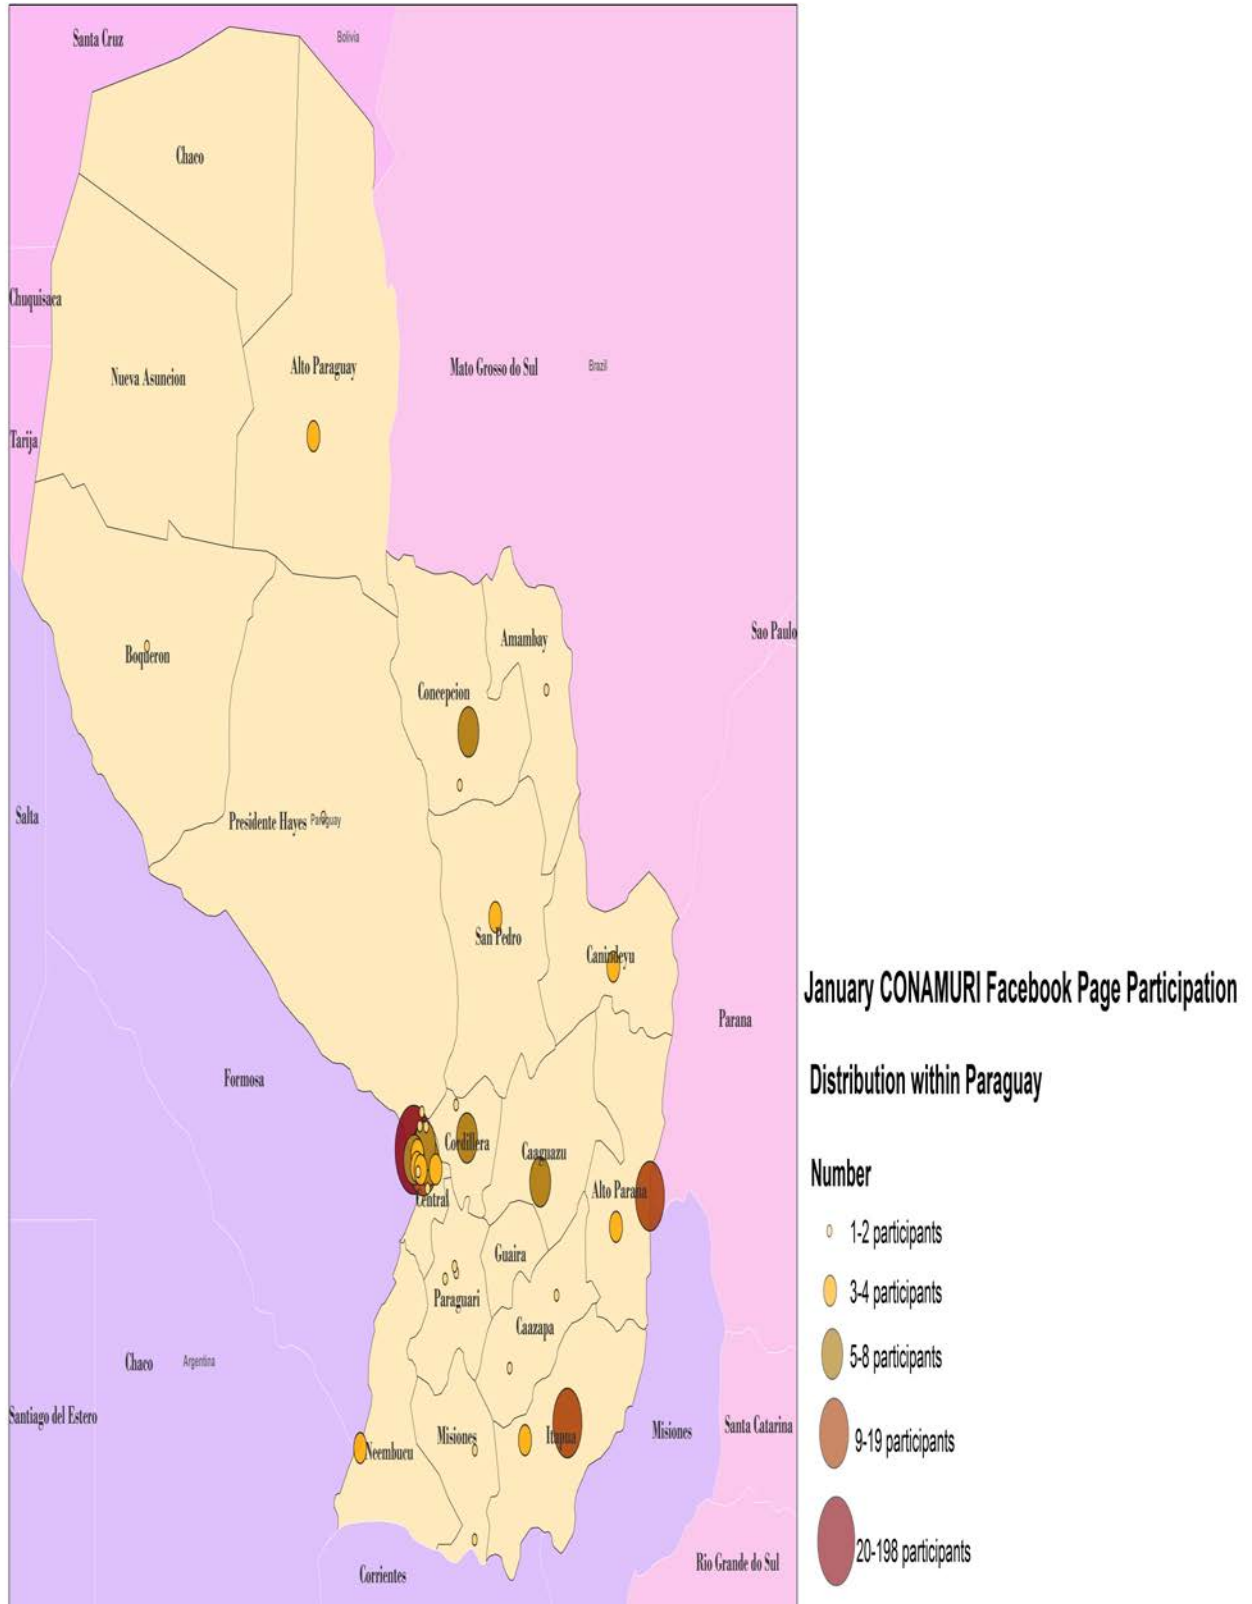 Santa Cruz
Bolivia
Chaco
Chuquisaca
Nueva Asuncion
Alto Paraguay
Mato Grosso do Sul
Brazil
Tarija
Sao Paulo
Amambay
Boqueron
Concepcion
Salta
Presidente Hayes
Paraguay
San Pedro
Canindeyu
Parana
Formosa
Cordillera
Caaguazu
Alto Parana
Central
Guaira
Paraguari
Caazapa
Chaco
Argentina
Santiago del Estero
Neembucu
Misiones
Itapua
Misiones
Santa Catarina
Corrientes
Rio Grande do Sul
January CONAMURI Facebook Page Participation
Distribution within Paraguay
Number
1-2 participants
3-4 participants
5-8 participants
9-19 participants
20-198 participants